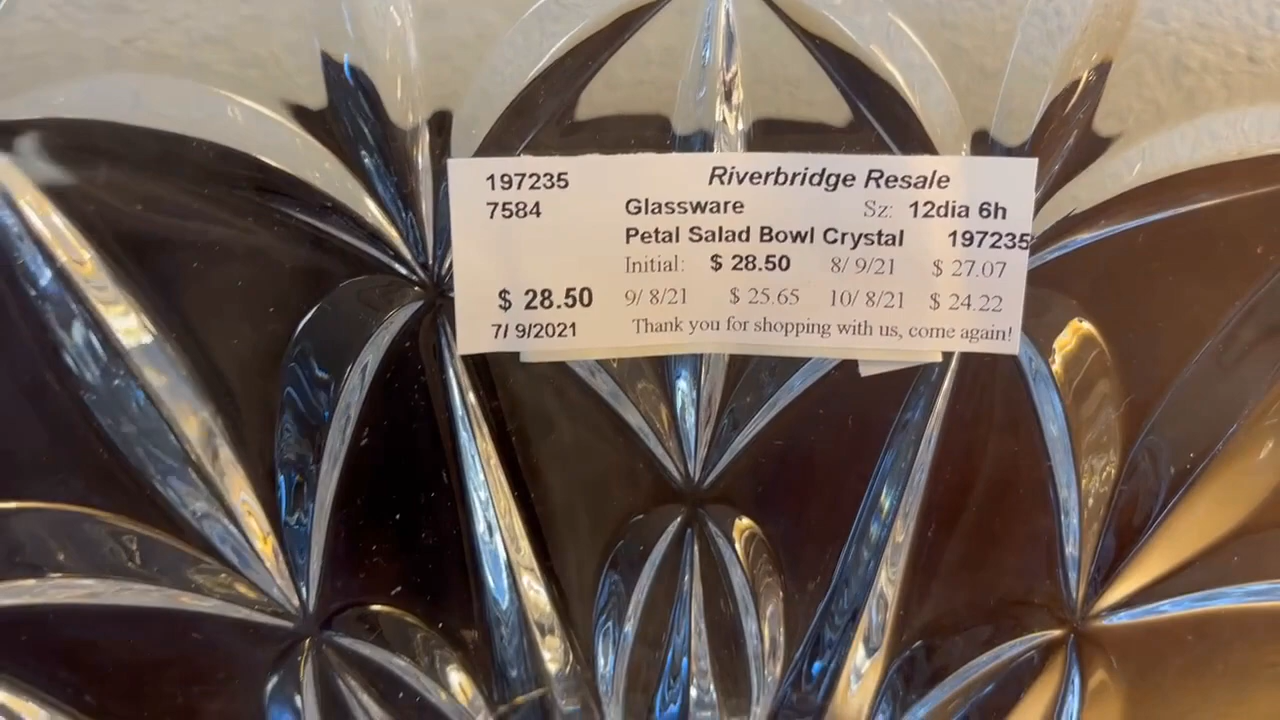 197235 Riverbridge Resale
7584 Glassware Sz: 12dia 6h
Petal Salad Bowl Crystal 197235
Initial: $ 28.50 8/ 9/21 $ 27.07
$ 28.50 9/ 8/21 $ 25.65 10/ 8/21 $ 24.22
7/ 9/2021 Thank you for shopping with us, come again!